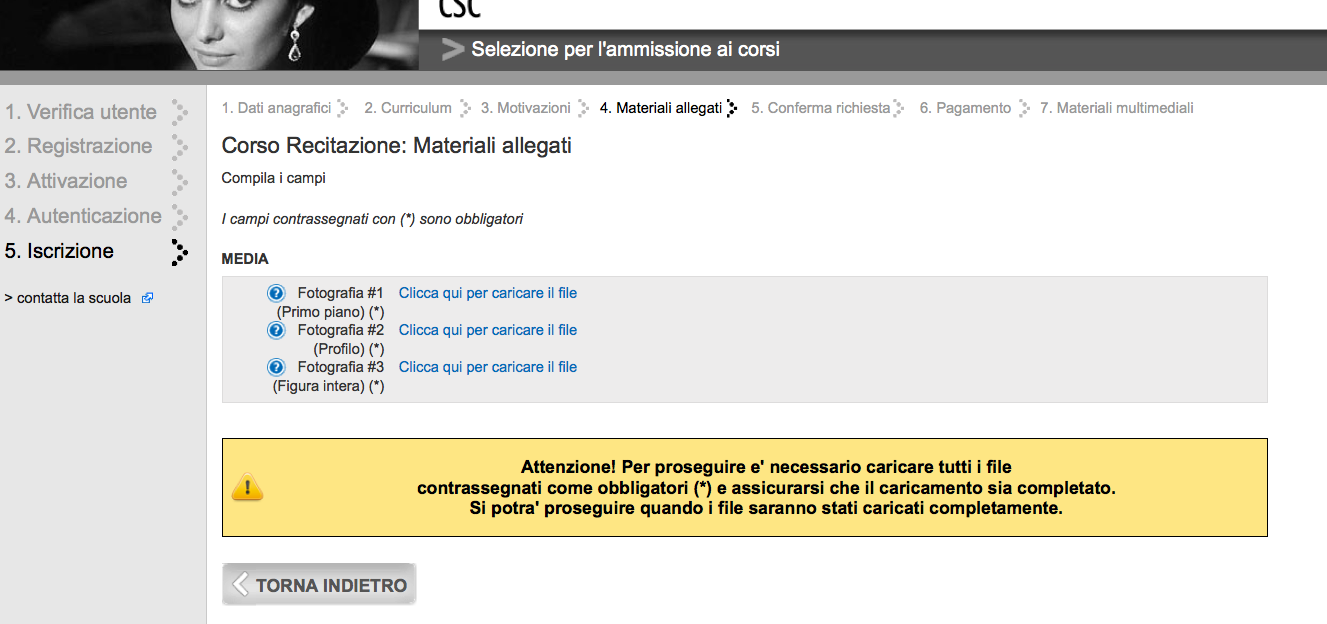 CSC
Selezione per l'ammissione ai corsi
1. Verifica utente
2. Registrazione
3. Attivazione
4. Autenticazione
5. Iscrizione
> contatta la scuola
1. Dati anagrafici 2. Curriculum 3. Motivazioni 4. Materiali allegati 5. Conferma richiesta 6. Pagamento 7. Materiali multimediali
Corso Recitazione: Materiali allegati
Compila i campi
I campi contrassegnati con (*) sono obbligatori
MEDIA
Fotografia #1 Clicca qui per caricare il file
(Primo piano) (*)
Fotografia #2 Clicca qui per caricare il file
(Profilo) (*)
Fotografia #3 Clicca qui per caricare il file
(Figura intera) (*)
Attenzione! Per proseguire e' necessario caricare tutti i file
contrassegnati come obbligatori (*) e assicurarsi che il caricamento sia completato.
Si potra' proseguire quando i file saranno stati caricati completamente.
TORNA INDIETRO